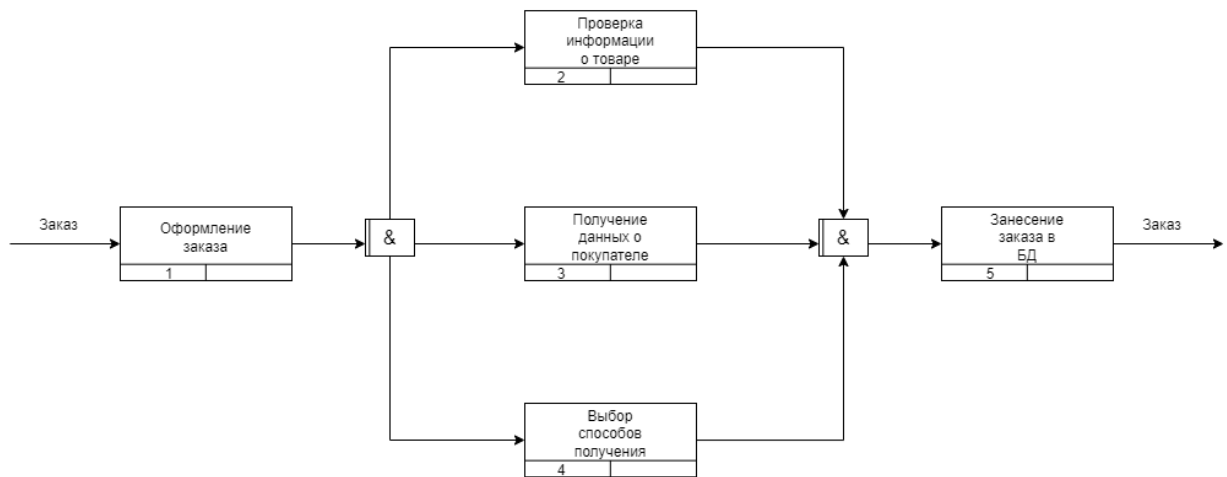 Проверка
информации
о товаре
2
Заказ
Оформление
заказа
1
&
Получение
данных о
покупателе
3
&
Занесение
заказа в
БД
5
Заказ
Выбор
способов
получения
4